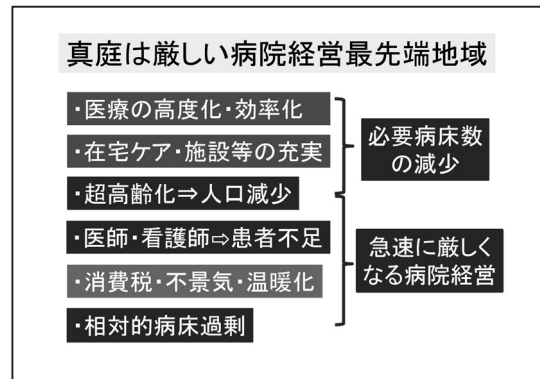 真庭は厳しい病院経営最先端地域
・医療の高度化・効率化
・在宅ケア・施設等の充実
・超高齢化⇒人口減少
・医師・看護師⇨患者不足
・消費税・不景気・温暖化
・相対的病床過剰
必要病床数
の減少
急速に厳しく
なる病院経営